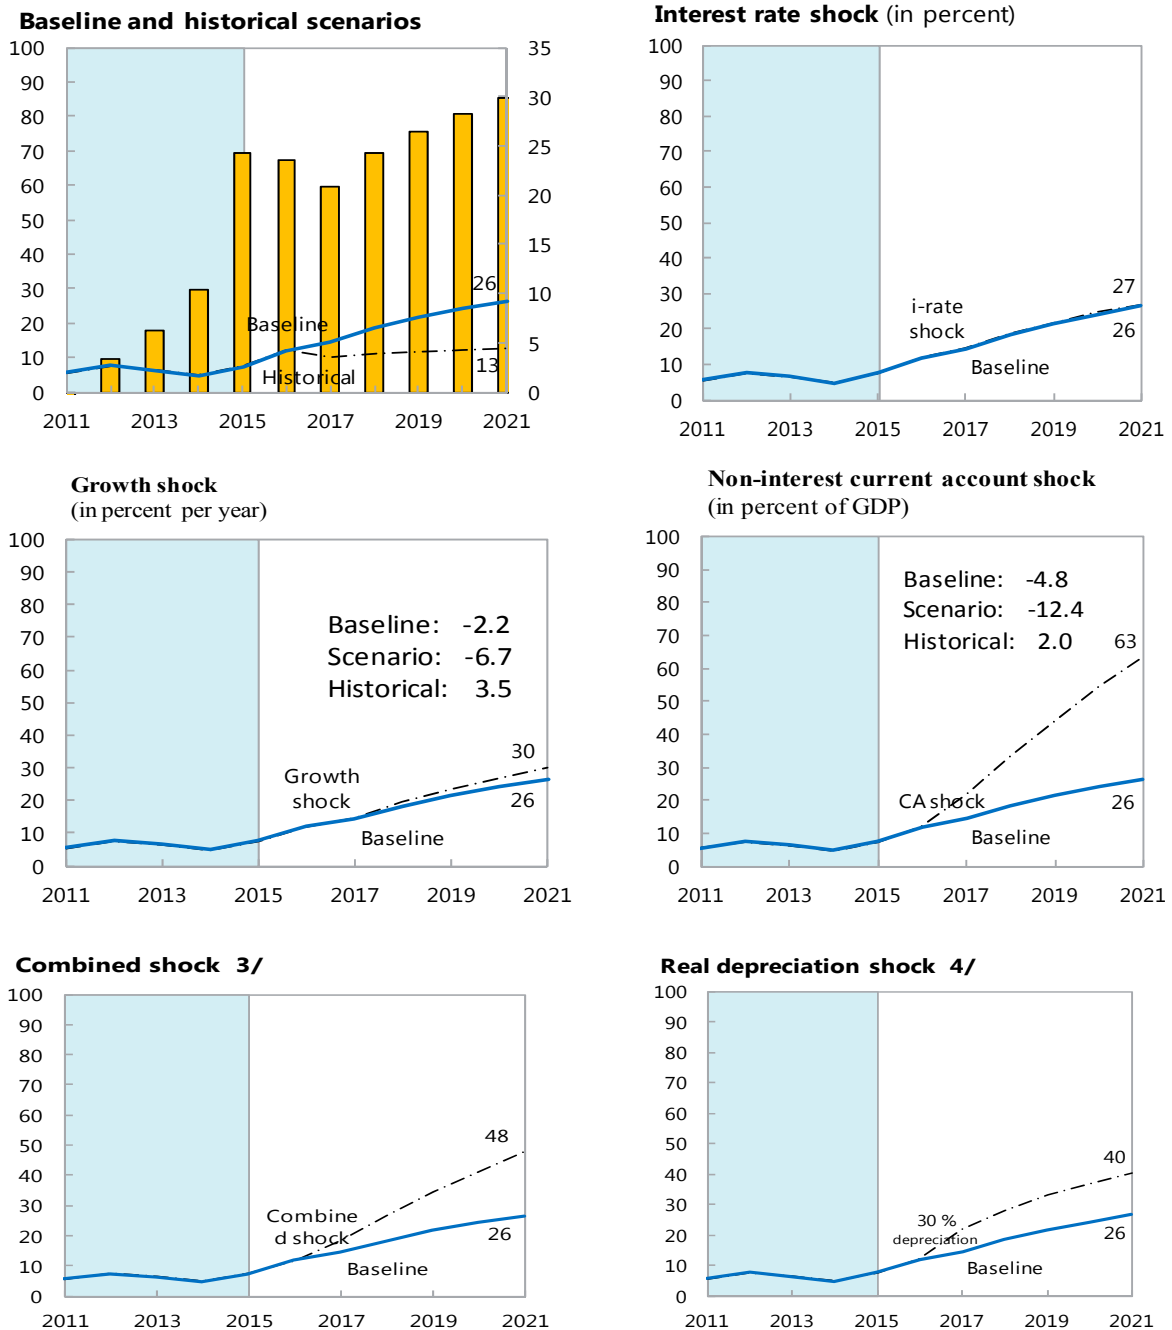 Baseline and historical scenarios
100
90
80
70
60
50
40
30
20
10
0
35
30
25
20
15
10
5
0
26
Baseline
Historical
13
2011 2013 2015 2017 2019 2021
Interest rate shock (in percent)
100
90
80
70
60
50
40
30
20
10
0
27
i-rate
shock
26
Baseline
2011 2013 2015 2017 2019 2021
Growth shock
(in percent per year)
100
90
80
70
60
50
40
30
20
10
0
Baseline: -2.2
Scenario: -6.7
Historical: 3.5
30
Growth
shock
26
Baseline
2011 2013 2015 2017 2019 2021
Non-interest current account shock
(in percent of GDP)
100
90
80
70
60
50
40
30
20
10
0
Baseline: -4.8
Scenario: -12.4
Historical: 2.0
63
CA shock
26
Baseline
2011 2013 2015 2017 2019 2021
Combined shock 3/
100
90
80
70
60
50
40
30
20
10
0
48
Combine
d shock
26
Baseline
2011 2013 2015 2017 2019 2021
Real depreciation shock 4/
100
90
80
70
60
50
40
30
20
10
0
40
30 %
depreciation
26
Baseline
2011 2013 2015 2017 2019 2021